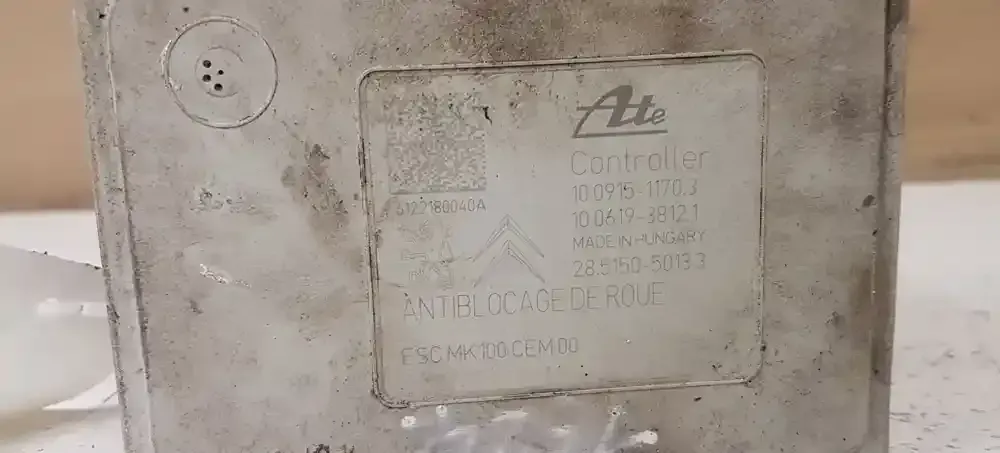 Ate
Controller
10.0915-1170.3
10.0619-3812.1
6122180040A
MADE IN HUNGARY
28.5150-5013.3
ANTIBLOCAGE DE ROUE
ESC MK100 CEM 00